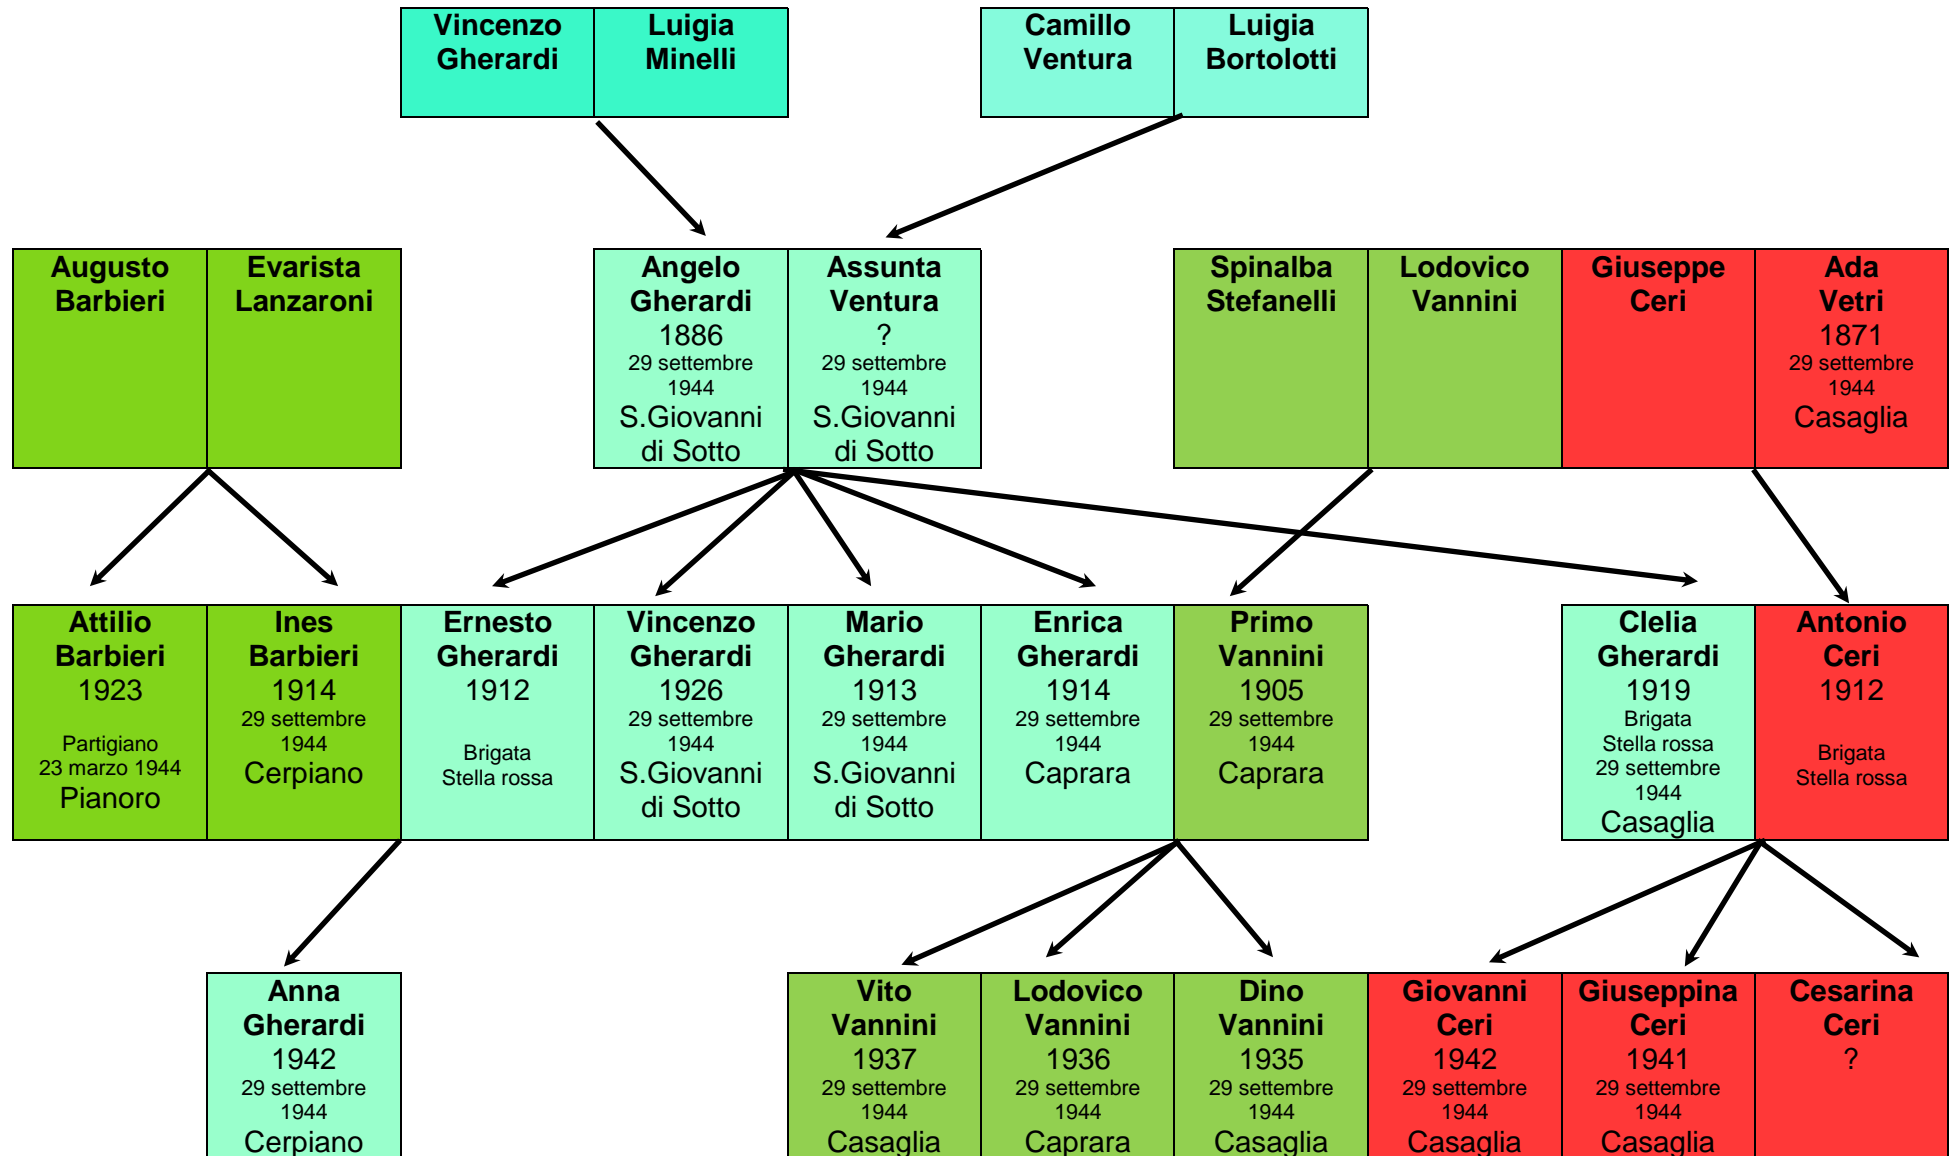 Vincenzo
Gherardi
Luigia
Minelli
Camillo
Ventura
Luigia
Bortolotti
Augusto
Barbieri
Evarista
Lanzaroni
Angelo
Gherardi
1886
29 settembre
1944
S.Giovanni
di Sotto
Assunta
Ventura
?
29 settembre
1944
S.Giovanni
di Sotto
Spinalba
Stefanelli
Lodovico
Vannini
Giuseppe
Ceri
Ada
Vetri
1871
29 settembre
1944
Casaglia
Attilio
Barbieri
1923
Partigiano
23 marzo 1944
Pianoro
Ines
Barbieri
1914
29 settembre
1944
Cerpiano
Ernesto
Gherardi
1912
Brigata
Stella rossa
Vincenzo
Gherardi
1926
29 settembre
1944
S.Giovanni
di Sotto
Mario
Gherardi
1913
29 settembre
1944
S.Giovanni
di Sotto
Enrica
Gherardi
1914
29 settembre
1944
Caprara
Primo
Vannini
1905
29 settembre
1944
Caprara
Clelia
Gherardi
1919
Brigata
Stella rossa
29 settembre
1944
Casaglia
Antonio
Ceri
1912
Brigata
Stella rossa
Anna
Gherardi
1942
29 settembre
1944
Cerpiano
Vito
Vannini
1937
29 settembre
1944
Casaglia
Lodovico
Vannini
1936
29 settembre
1944
Caprara
Dino
Vannini
1935
29 settembre
1944
Casaglia
Giovanni
Ceri
1942
29 settembre
1944
Casaglia
Giuseppina
Ceri
1941
29 settembre
1944
Casaglia
Cesarina
Ceri
?